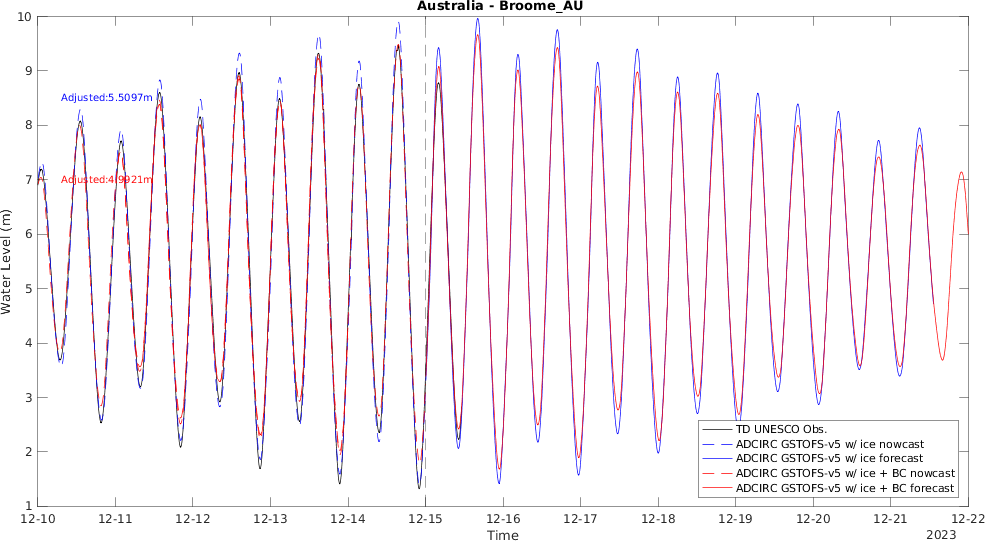 Australia - Broome_AU
10
9
8
7
6
5
4
3
2
1
Water Level (m)
Adjusted:5.5097m
Adjusted:4.9921m
TD UNESCO Obs.
ADCIRC GSTOFS-v5 w/ ice nowcast
ADCIRC GSTOFS-v5 w/ ice forecast
ADCIRC GSTOFS-v5 w/ ice + BC nowcast
ADCIRC GSTOFS-v5 w/ ice + BC forecast
12-10 12-11 12-12 12-13 12-14 12-15 12-16 12-17 12-18 12-19 12-20 12-21 12-22
Time
2023